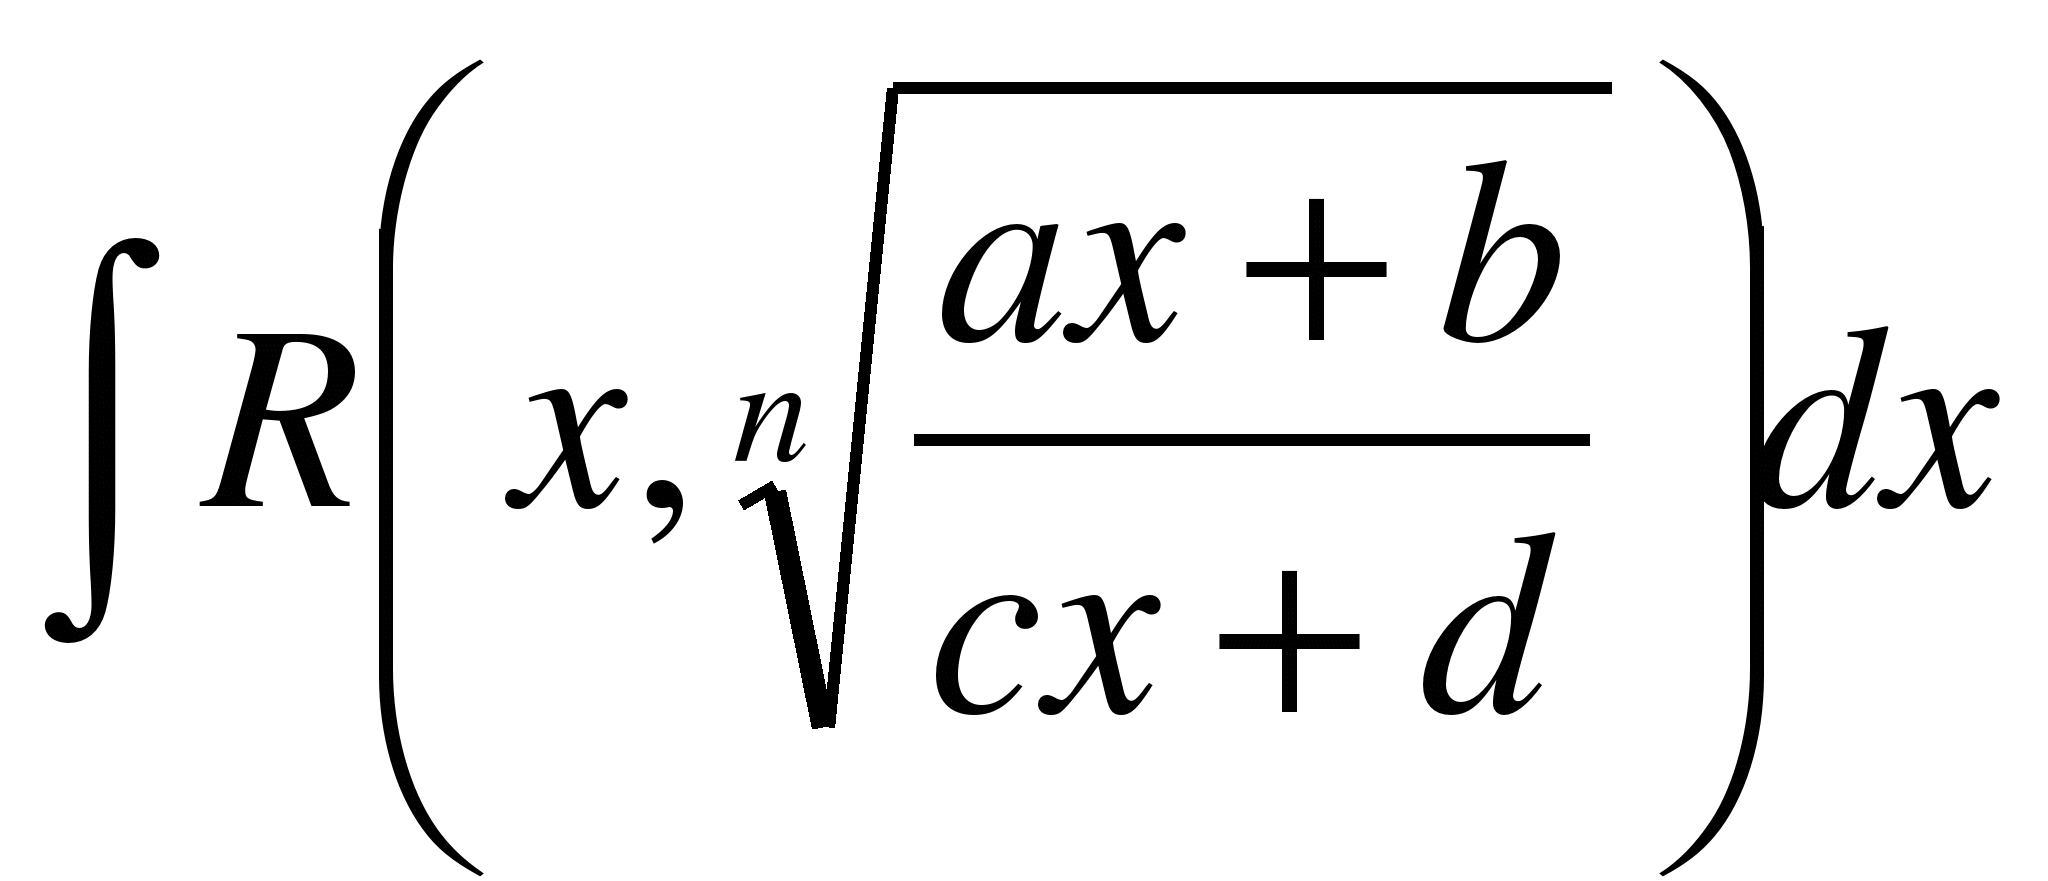 ∫ R ( x, ⁿ√((ax + b)/(cx + d)) ) dx